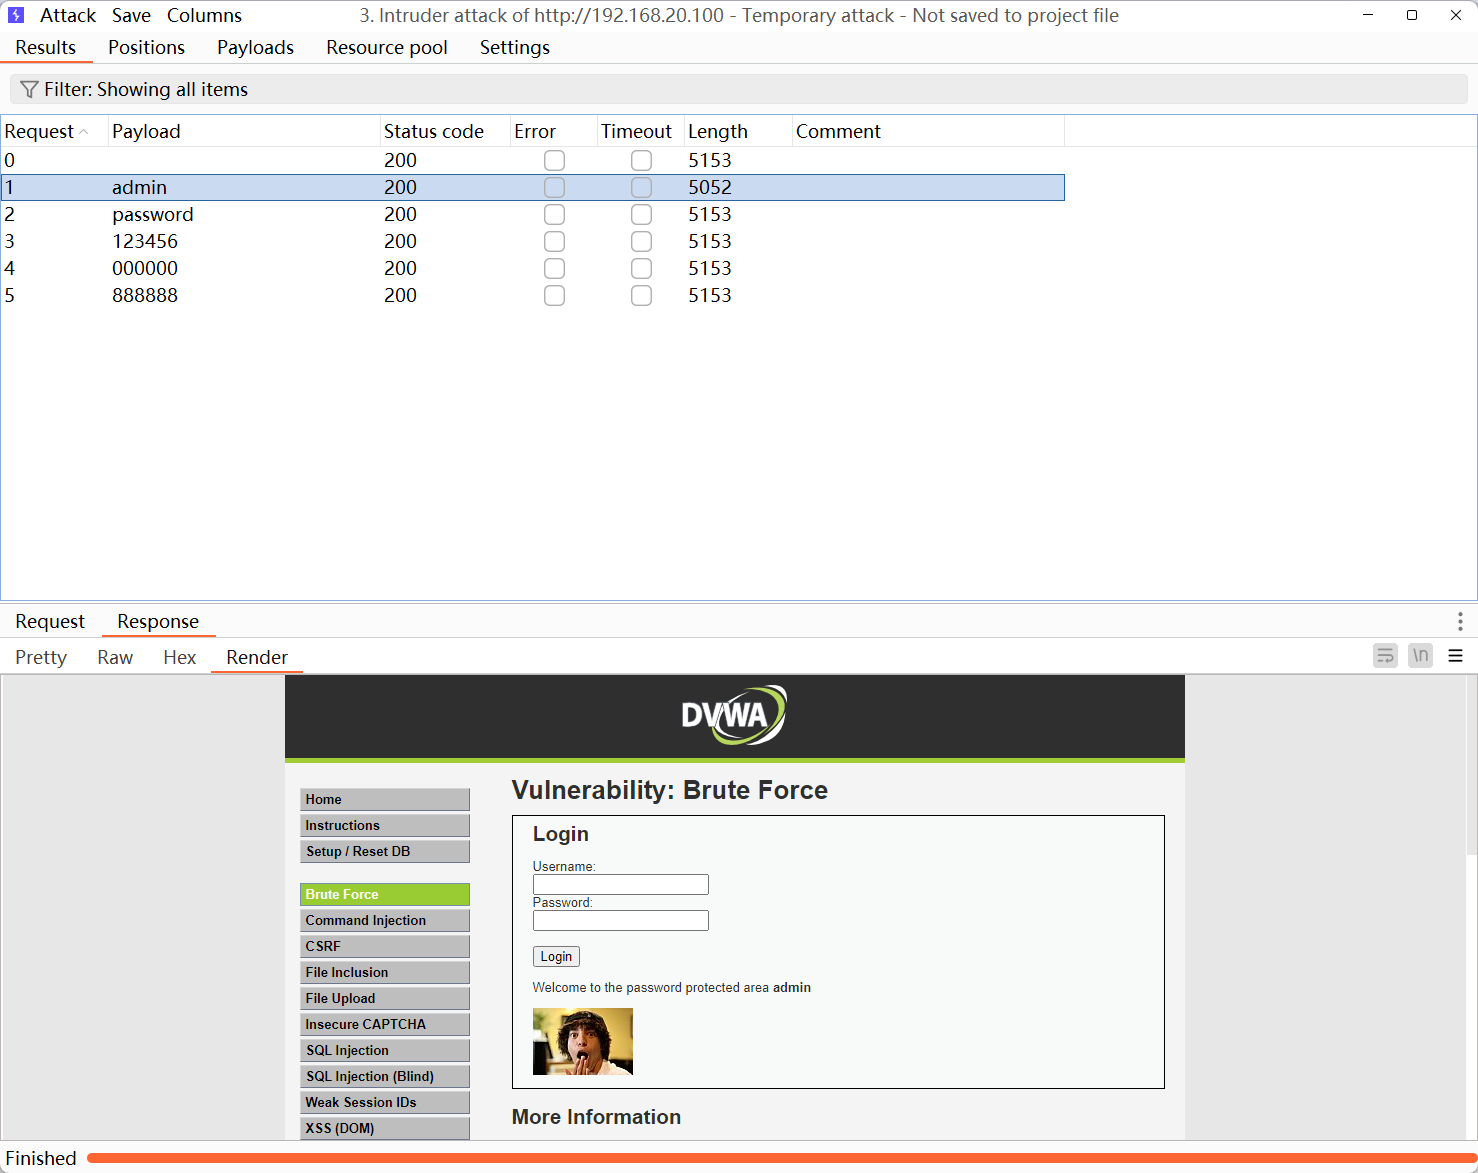 Attack Save Columns 3. Intruder attack of http://192.168.20.100 - Temporary attack - Not saved to project file
Results Positions Payloads Resource pool Settings
Filter: Showing all items
Request Payload Status code Error Timeout Length Comment
0 200 5153
1 admin 200 5052
2 password 200 5153
3 123456 200 5153
4 000000 200 5153
5 888888 200 5153
Request Response
Pretty Raw Hex Render \n
DVWA
Vulnerability: Brute Force
Home
Instructions
Setup / Reset DB
Brute Force
Command Injection
CSRF
File Inclusion
File Upload
Insecure CAPTCHA
SQL Injection
SQL Injection (Blind)
Weak Session IDs
XSS (DOM)
Login
Username:
Password:
Login
Welcome to the password protected area admin
More Information
Finished